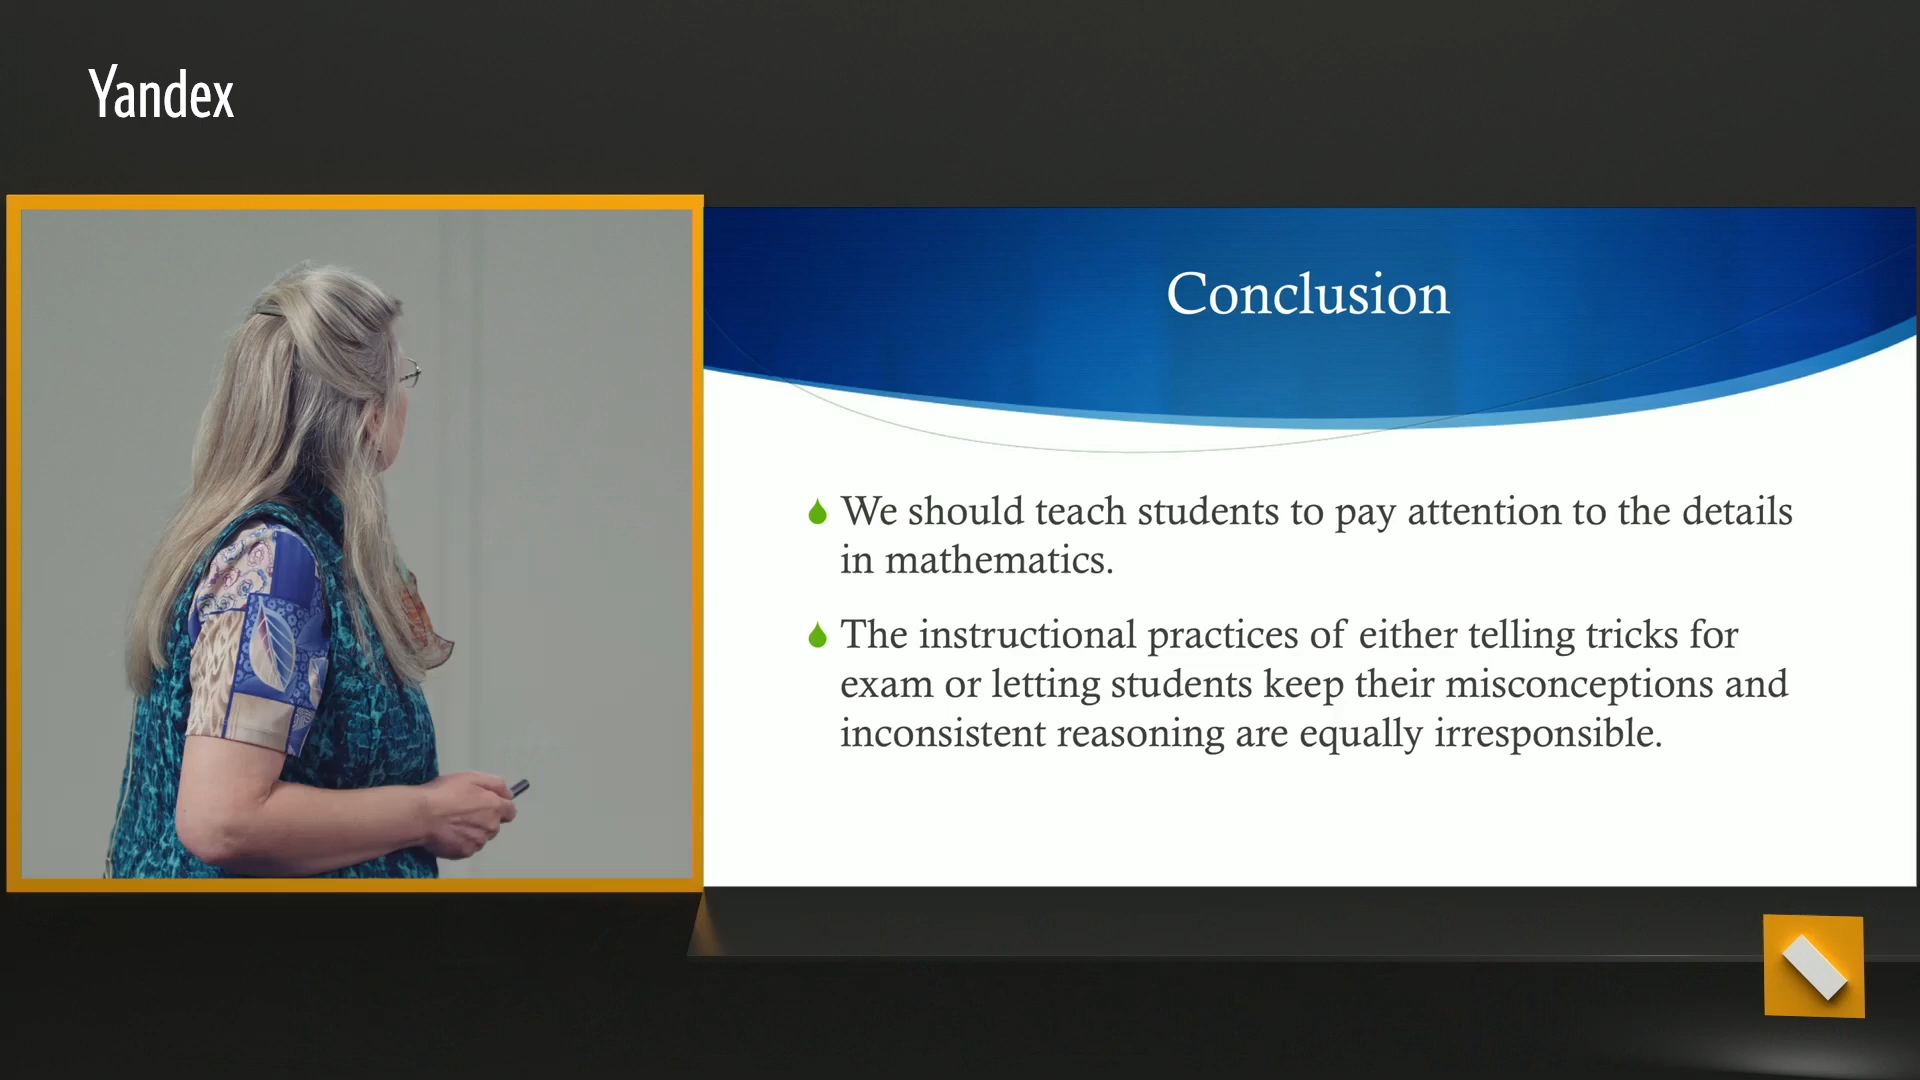 Yandex
Conclusion
We should teach students to pay attention to the details
in mathematics.
The instructional practices of either telling tricks for
exam or letting students keep their misconceptions and
inconsistent reasoning are equally irresponsible.